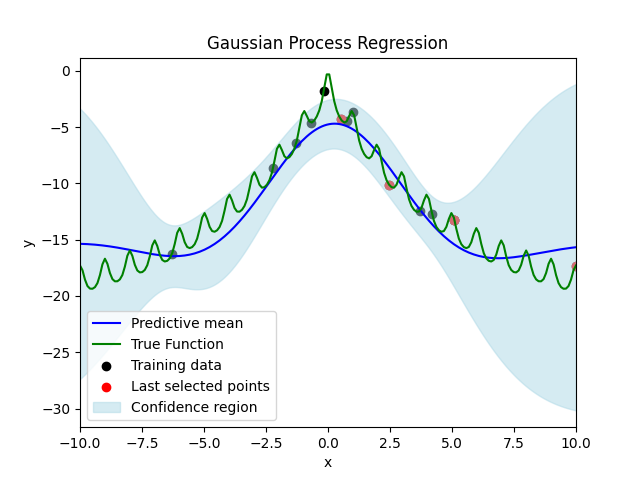 Gaussian Process Regression
0
−5
−10
−15
−20
−25
−30
y
Predictive mean
True Function
Training data
Last selected points
Confidence region
−10.0 −7.5 −5.0 −2.5 0.0 2.5 5.0 7.5 10.0
x